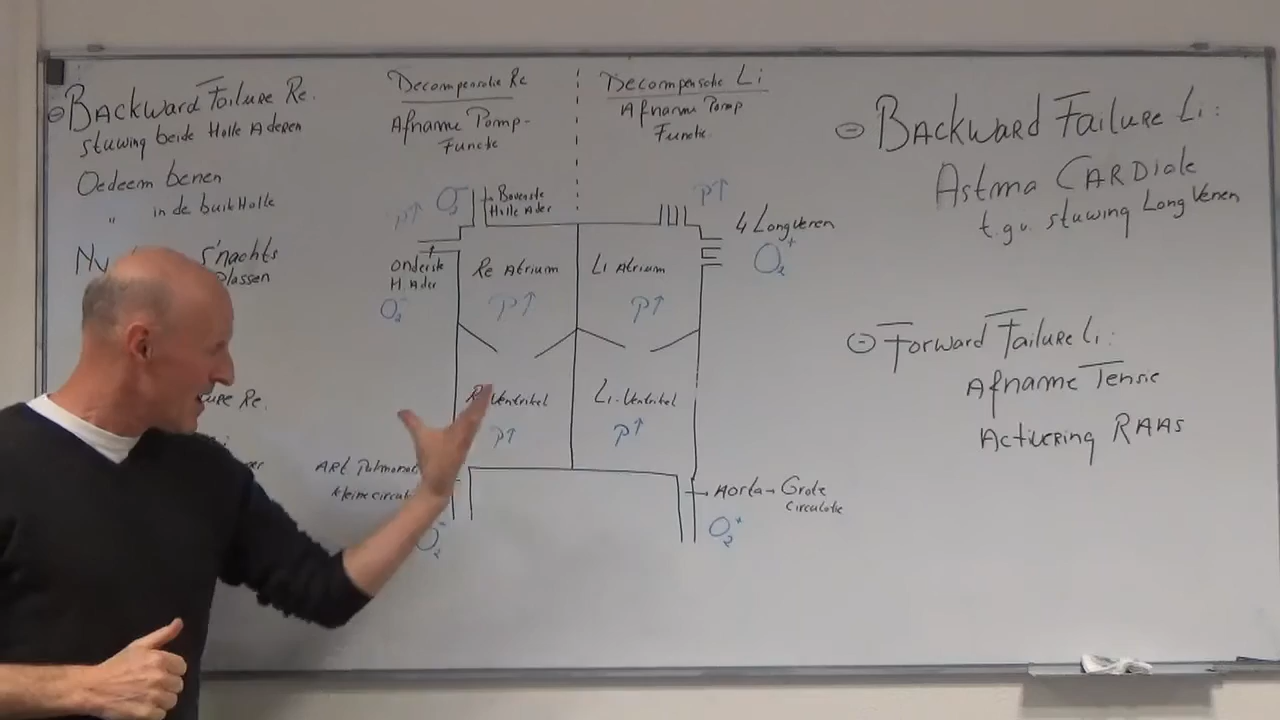 Backward Failure Re.
stuwing beide Holle Aderen
Oedeem benen
" in de buikHolle
s'nachts
Plassen
ure Re.
Decompensatie Re
Afname Pomp-
Functie
Decompensatie Li
Afname Pomp
Functie.
P↑
O2-
Bovenste
Holle Ader
onderste
H. Ader
O2-
Re Atrium
P↑
Li Atrium
P↑
P↑
4 Longvenen
O2+
Re Ventrikel
P↑
Li-Ventrikel
P↑
Art Pulmona
kleine circul
O2-
Aorta → Grote
circulatie
O2+
Backward Failure Li:
Astma Cardiale
t.g.v. stuwing Long Venen
Forward Failure Li:
Afname Tensie
Activering RAAS